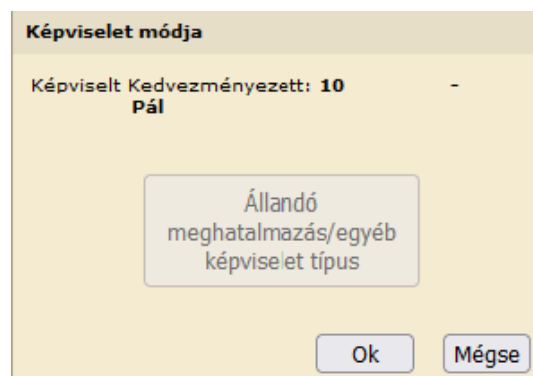 Képviselet módja
Képviselt Kedvezményezett: 10 -
Pál
Állandó
meghatalmazás/egyéb
képviselet típus
Ok Mégse